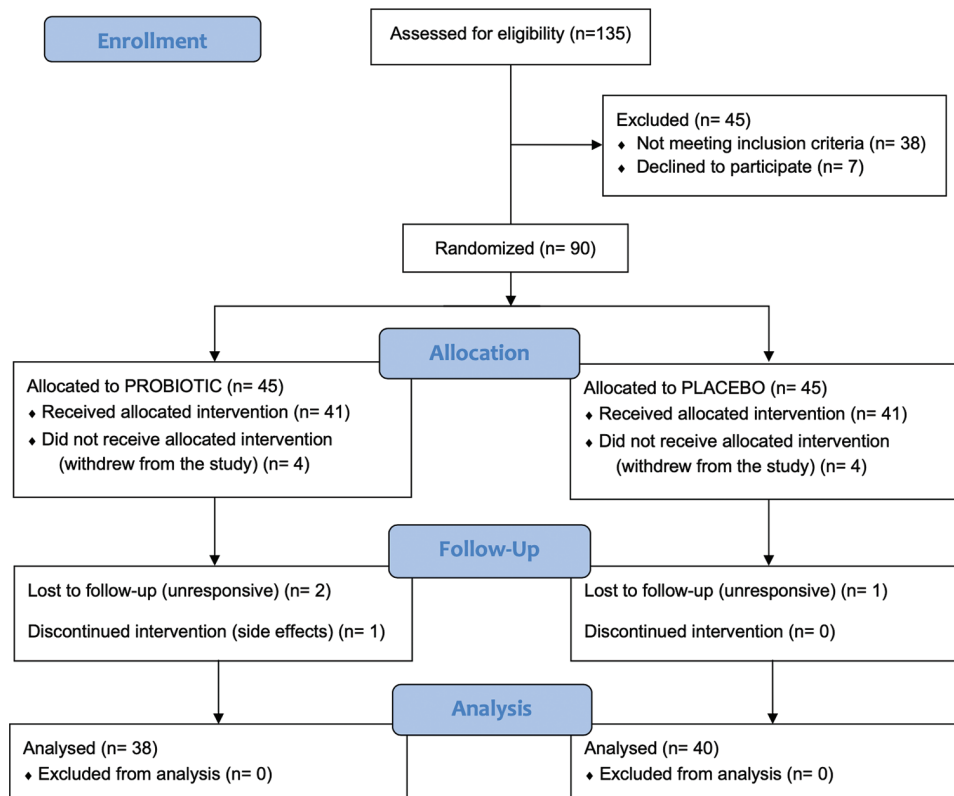 Enrollment
Assessed for eligibility (n=135)
Excluded (n= 45)
♦ Not meeting inclusion criteria (n= 38)
♦ Declined to participate (n= 7)
Randomized (n= 90)
Allocation
Allocated to PROBIOTIC (n= 45)
♦ Received allocated intervention (n= 41)
♦ Did not receive allocated intervention
(withdrew from the study) (n= 4)
Allocated to PLACEBO (n= 45)
♦ Received allocated intervention (n= 41)
♦ Did not receive allocated intervention
(withdrew from the study) (n= 4)
Follow-Up
Lost to follow-up (unresponsive) (n= 2)
Discontinued intervention (side effects) (n= 1)
Lost to follow-up (unresponsive) (n= 1)
Discontinued intervention (n= 0)
Analysis
Analysed (n= 38)
♦ Excluded from analysis (n= 0)
Analysed (n= 40)
♦ Excluded from analysis (n= 0)